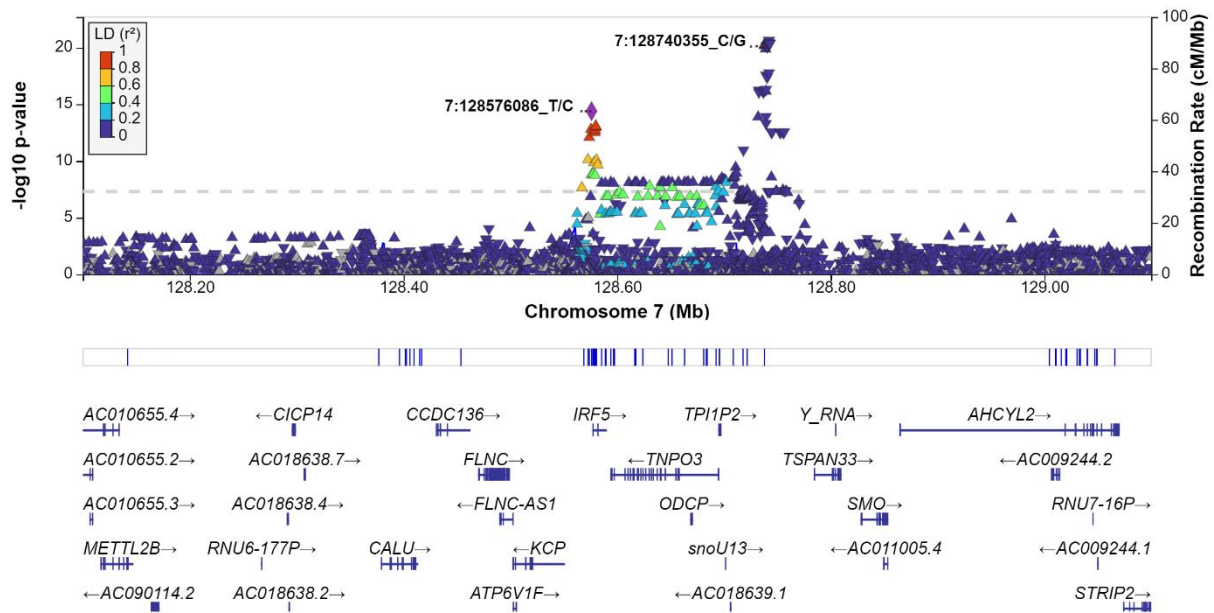 LD (r²)
1
0.8
0.6
0.4
0.2
0
7:128740355_C/G
7:128576086_T/C
-log10 p-value
20
15
10
5
0
Recombination Rate (cM/Mb)
100
80
60
40
20
0
128.20 128.40 128.60 128.80 129.00
Chromosome 7 (Mb)
AC010655.4→ ←CICP14 CCDC136→ IRF5→ TPI1P2→ Y_RNA→ AHCYL2→
AC010655.2→ AC018638.7→ FLNC→ ←TNPO3→ TSPAN33→ ←AC009244.2→
AC010655.3→ AC018638.4→ ←FLNC-AS1 ODCP→ SMO→ RNU7-16P→
METTL2B→ RNU6-177P→ CALU→ ←KCP snoU13→ ←AC011005.4→ ←AC009244.1→
←AC090114.2→ AC018638.2→ ATP6V1F→ ←AC018639.1→ STRIP2→